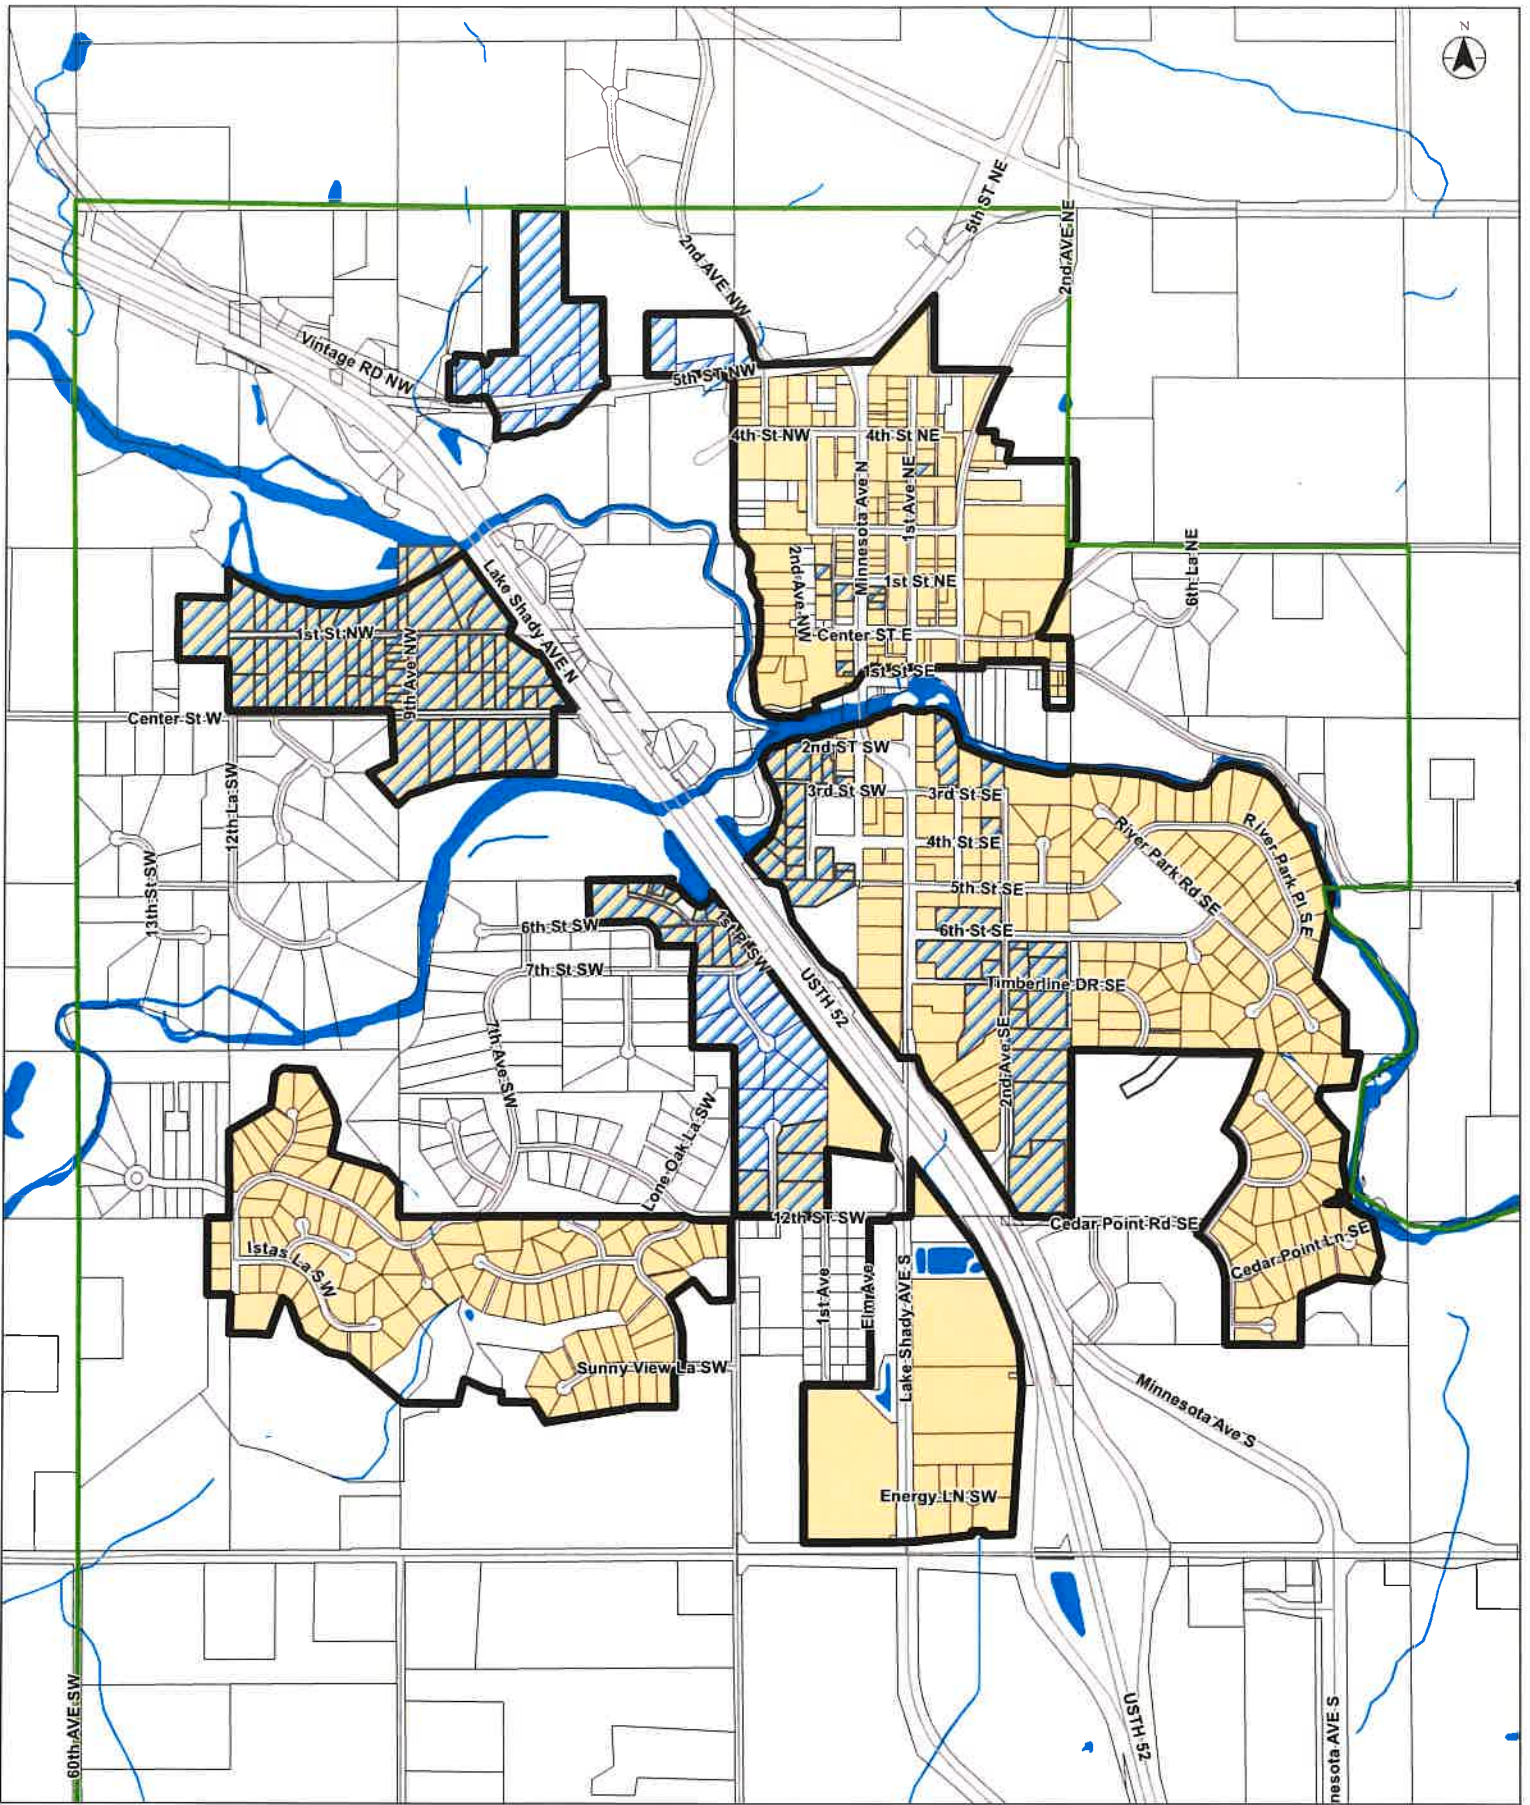 N
5th ST NE
2nd AVE NE
2nd AVE NW
Vintage RD NW
5th ST NW
4th St NW
4th St NE
Minnesota Ave N
1st Ave NE
6th La NE
2nd Ave NW
1st St NE
Lake Shady AVE N
1st St NW
9th Ave NW
Center ST E
1st St SE
Center St W
2nd ST SW
12th La SW
3rd St SW
3rd St SE
4th St SE
River Park Rd SE
River Park Pl SE
13th St SW
5th St SE
6th St SW
1st Pl SW
6th St SE
7th St SW
USTH 52
Timberline DR SE
7th Ave SW
2nd Ave SE
Lone Oak La SW
12th ST SW
Cedar Point Rd SE
Istas La SW
Cedar Point Ln SE
1st Ave
Elm Ave
Lake Shady AVE S
Sunny View La SW
Minnesota Ave S
Energy LN SW
60th AVE SW
USTH 52
nesota AVE S